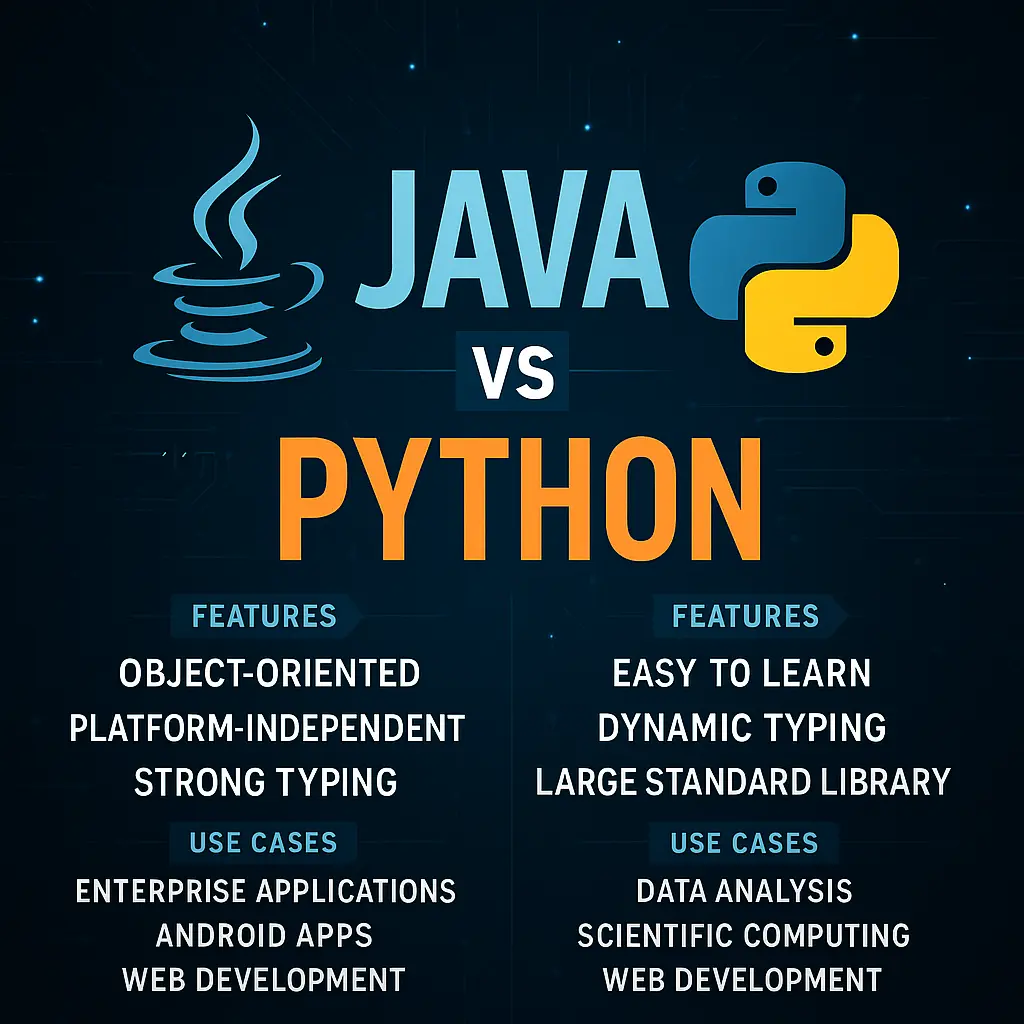 JAVA
VS
PYTHON
FEATURES
OBJECT-ORIENTED
PLATFORM-INDEPENDENT
STRONG TYPING
USE CASES
ENTERPRISE APPLICATIONS
ANDROID APPS
WEB DEVELOPMENT
FEATURES
EASY TO LEARN
DYNAMIC TYPING
LARGE STANDARD LIBRARY
USE CASES
DATA ANALYSIS
SCIENTIFIC COMPUTING
WEB DEVELOPMENT